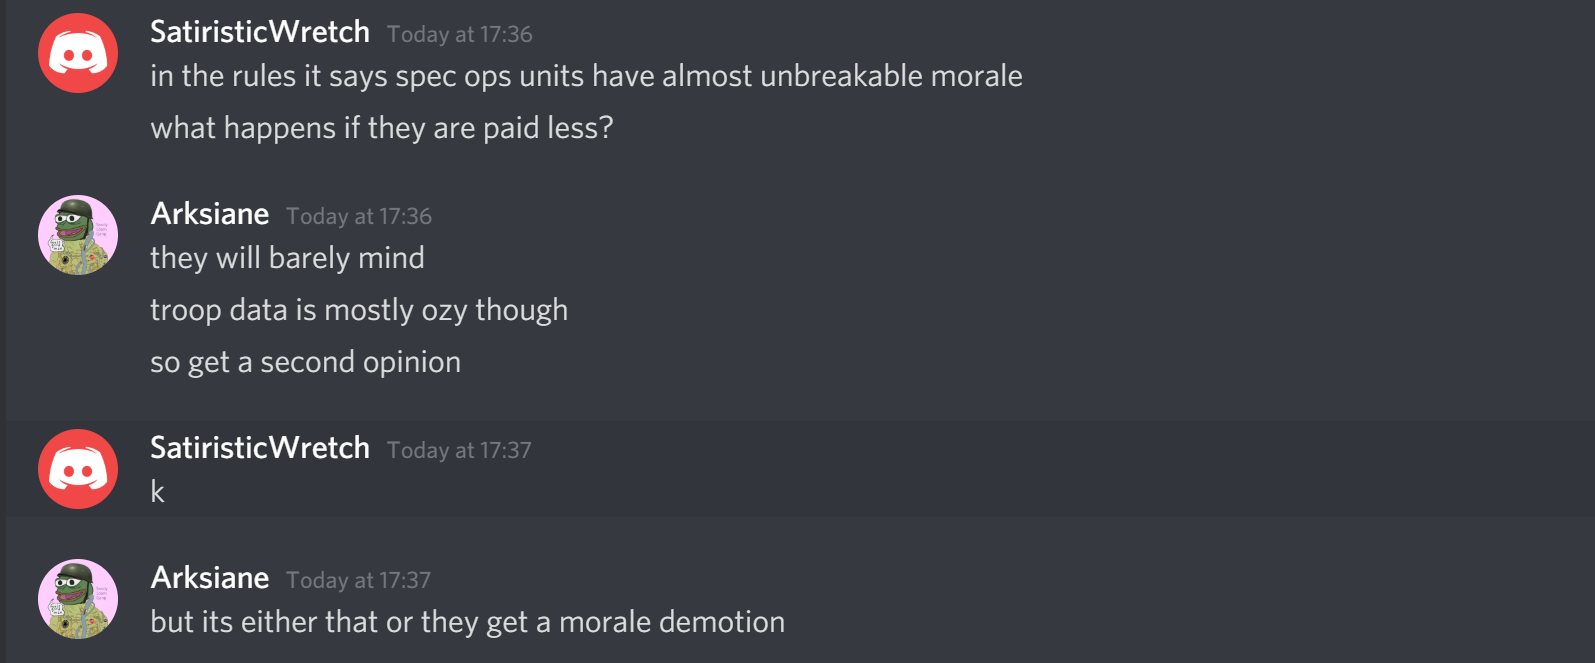 SatiristicWretch Today at 17:36
in the rules it says spec ops units have almost unbreakable morale
what happens if they are paid less?
Arksiane Today at 17:36
they will barely mind
troop data is mostly ozy though
so get a second opinion
SatiristicWretch Today at 17:37
k
Arksiane Today at 17:37
but its either that or they get a morale demotion